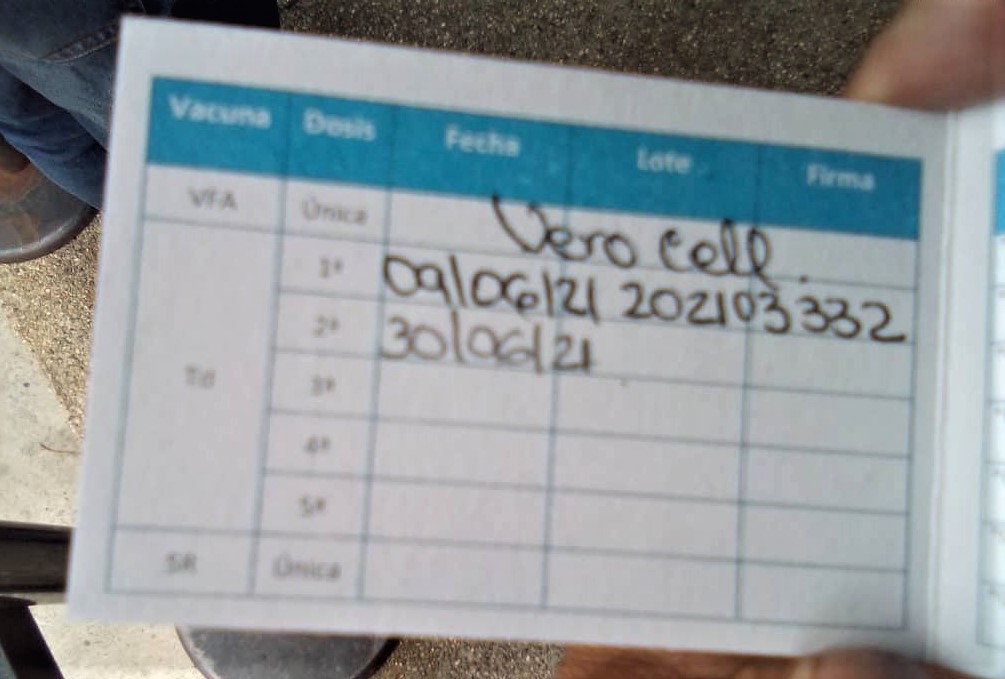 Vacuna Dosis Fecha Lote Firma
VFA Única Vero Cell.
1ª 09/06/21 202103332
2ª 30/06/21
Td 3ª
4ª
5ª
SR Única